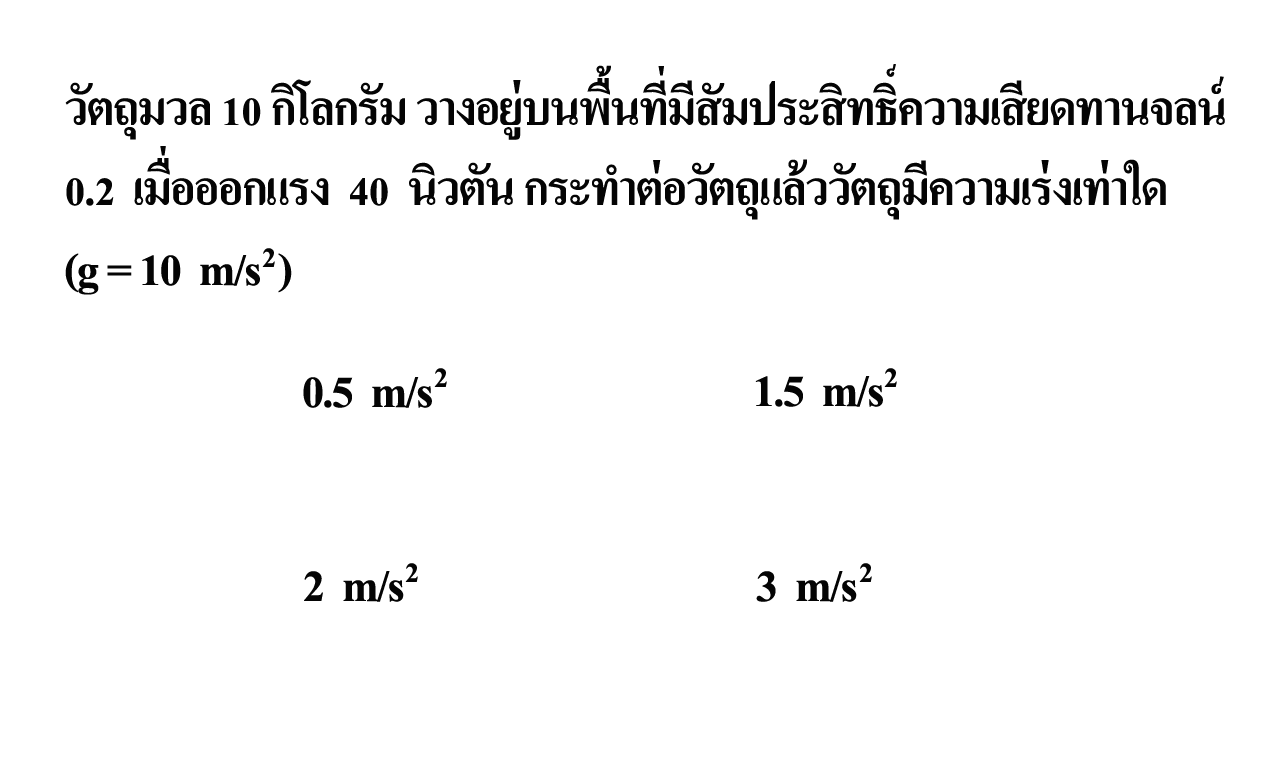 วัตถุมวล 10 กิโลกรัม วางอยู่บนพื้นที่มีสัมประสิทธิ์ความเสียดทานจลน์
0.2 เมื่อออกแรง 40 นิวตัน กระทำต่อวัตถุแล้ววัตถุมีความเร่งเท่าใด
(g = 10 m/s²)
0.5 m/s² 1.5 m/s²
2 m/s² 3 m/s²